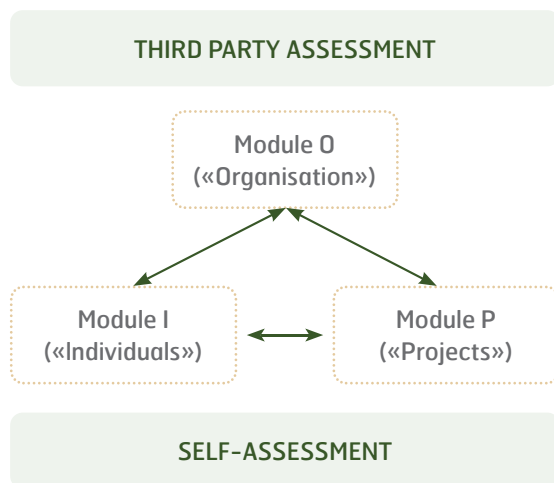 THIRD PARTY ASSESSMENT
Module O
(«Organisation»)
Module I
(«Individuals»)
Module P
(«Projects»)
SELF-ASSESSMENT